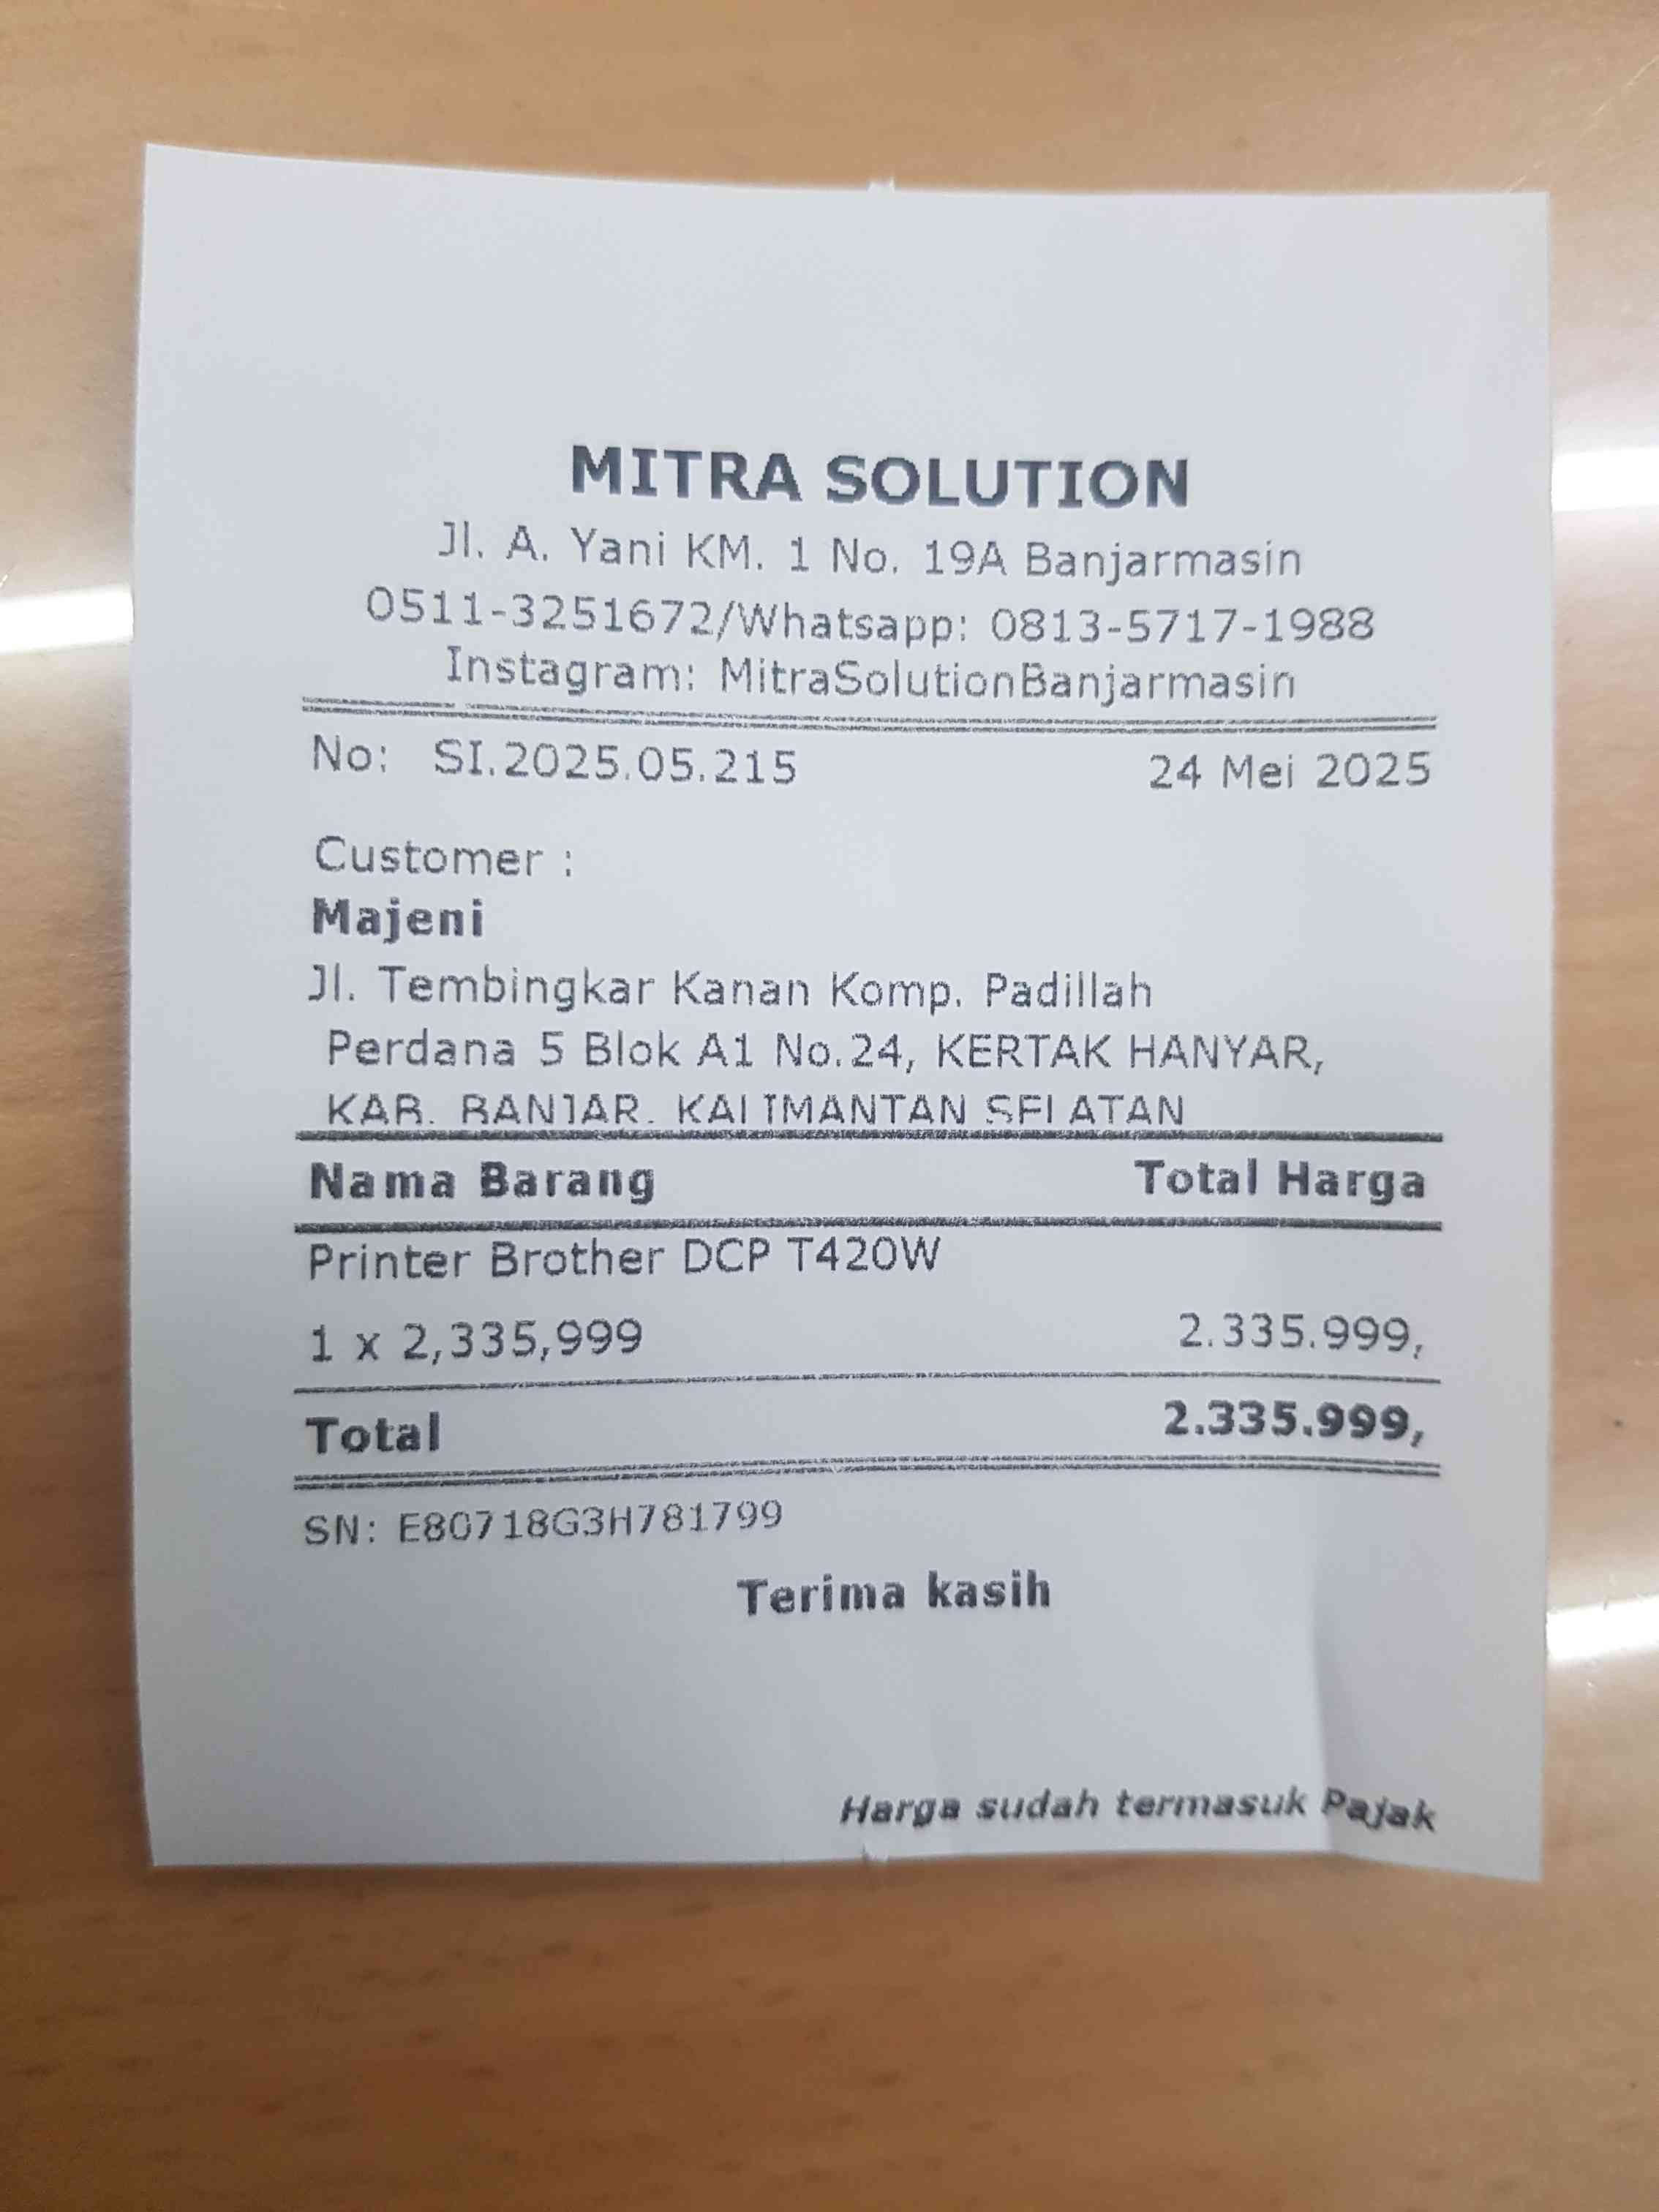 MITRA SOLUTION
Jl. A. Yani KM. 1 No. 19A Banjarmasin
0511-3251672/Whatsapp: 0813-5717-1988
Instagram: MitraSolutionBanjarmasin
No: SI.2025.05.215 24 Mei 2025
Customer :
Majeni
Jl. Tembingkar Kanan Komp. Padillah
Perdana 5 Blok A1 No.24, KERTAK HANYAR,
KAB. BANJAR. KALIMANTAN SELATAN
Nama Barang Total Harga
Printer Brother DCP T420W
1 x 2,335,999 2.335.999,
Total 2.335.999,
SN: E80718G3H781799
Terima kasih
Harga sudah termasuk Pajak